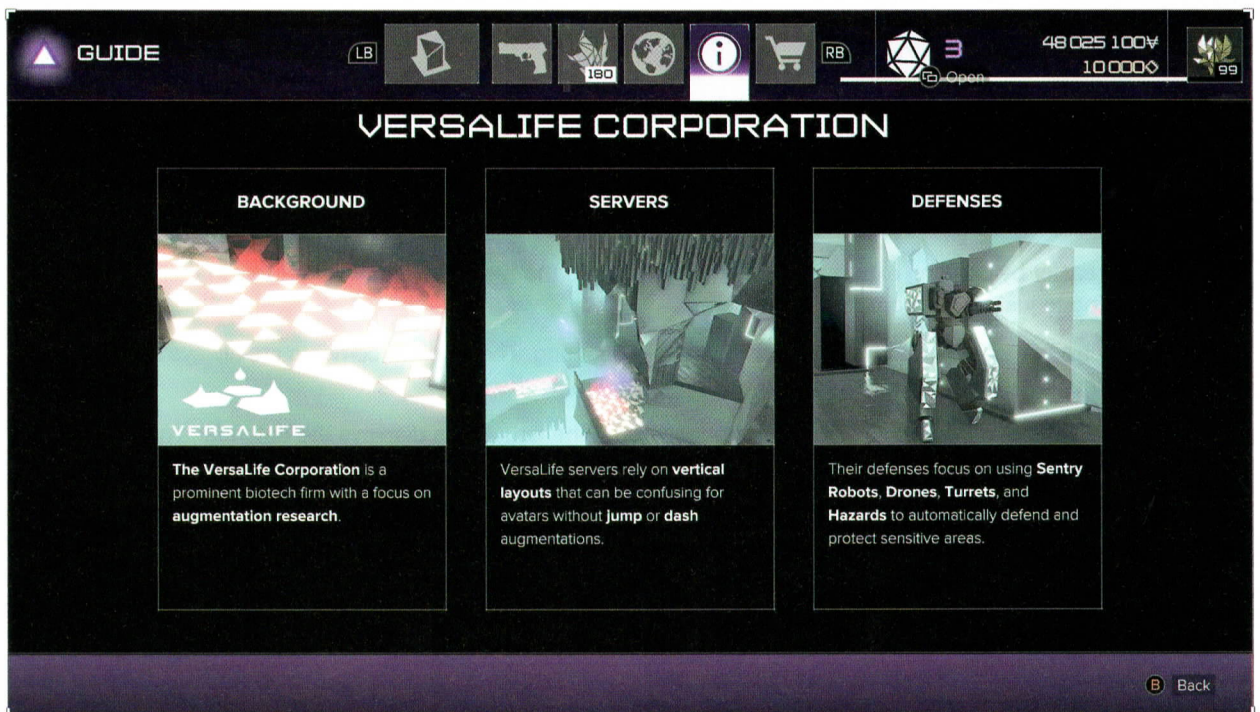 GUIDE
LB
180
RB
3
48 025 100¥
10 000◇
Open
99
VERSALIFE CORPORATION
BACKGROUND
VERSALIFE
The VersaLife Corporation is a
prominent biotech firm with a focus on
augmentation research.
SERVERS
VersaLife servers rely on vertical
layouts that can be confusing for
avatars without jump or dash
augmentations.
DEFENSES
Their defenses focus on using Sentry
Robots, Drones, Turrets, and
Hazards to automatically defend and
protect sensitive areas.
B Back